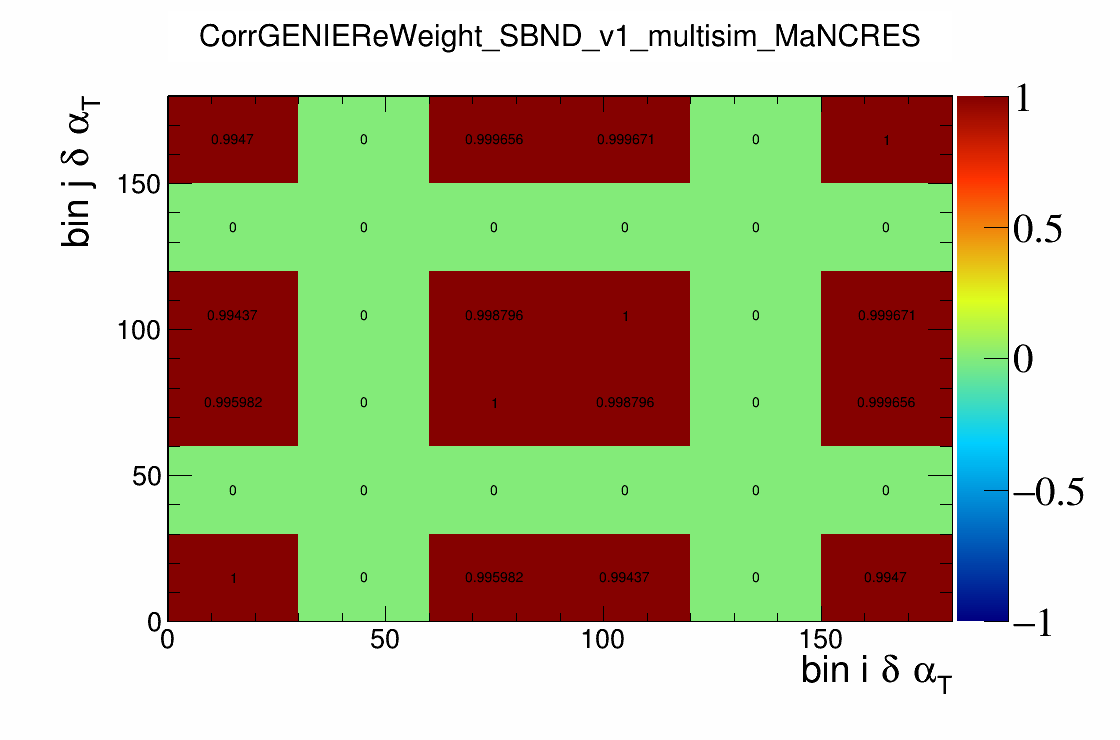 CorrGENIEReWeight_SBND_v1_multisim_MaNCRES
bin j δ α_T
1
0.9947 0 0.999656 0.999671 0 1
150
0 0 0 0 0 0
0.5
100
0.99437 0 0.998796 1 0 0.999671
0
0.995982 0 1 0.998796 0 0.999656
50
0 0 0 0 0 0
−0.5
1 0 0.995982 0.99437 0 0.9947
0
−1
0 50 100 150
bin i δ α_T